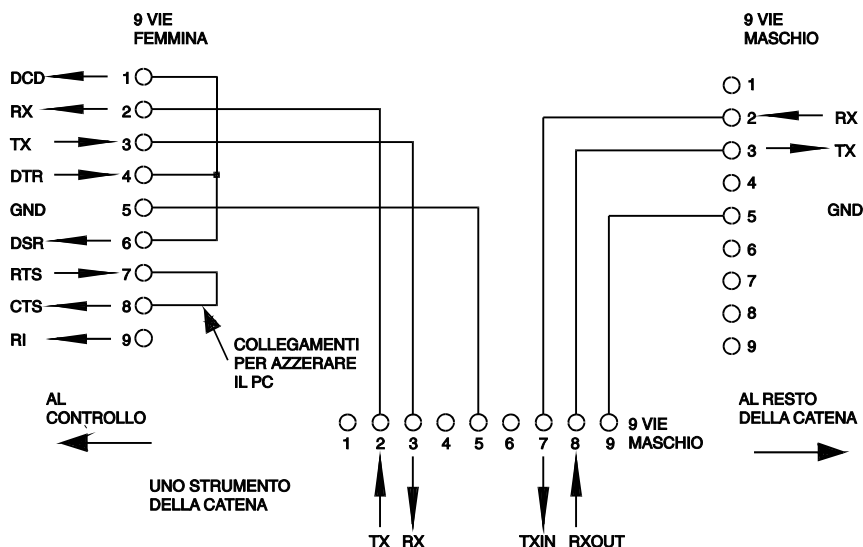 9 VIE
FEMMINA
9 VIE
MASCHIO
DCD 1
RX 2
TX 3
DTR 4
GND 5
DSR 6
RTS 7
CTS 8
RI 9
1
2 RX
3 TX
4
5 GND
6
7
8
9
COLLEGAMENTI
PER AZZERARE
IL PC
AL
CONTROLLO
AL RESTO
DELLA CATENA
1 2 3 4 5 6 7 8 9
9 VIE
MASCHIO
UNO STRUMENTO
DELLA CATENA
TX RX TXIN RXOUT